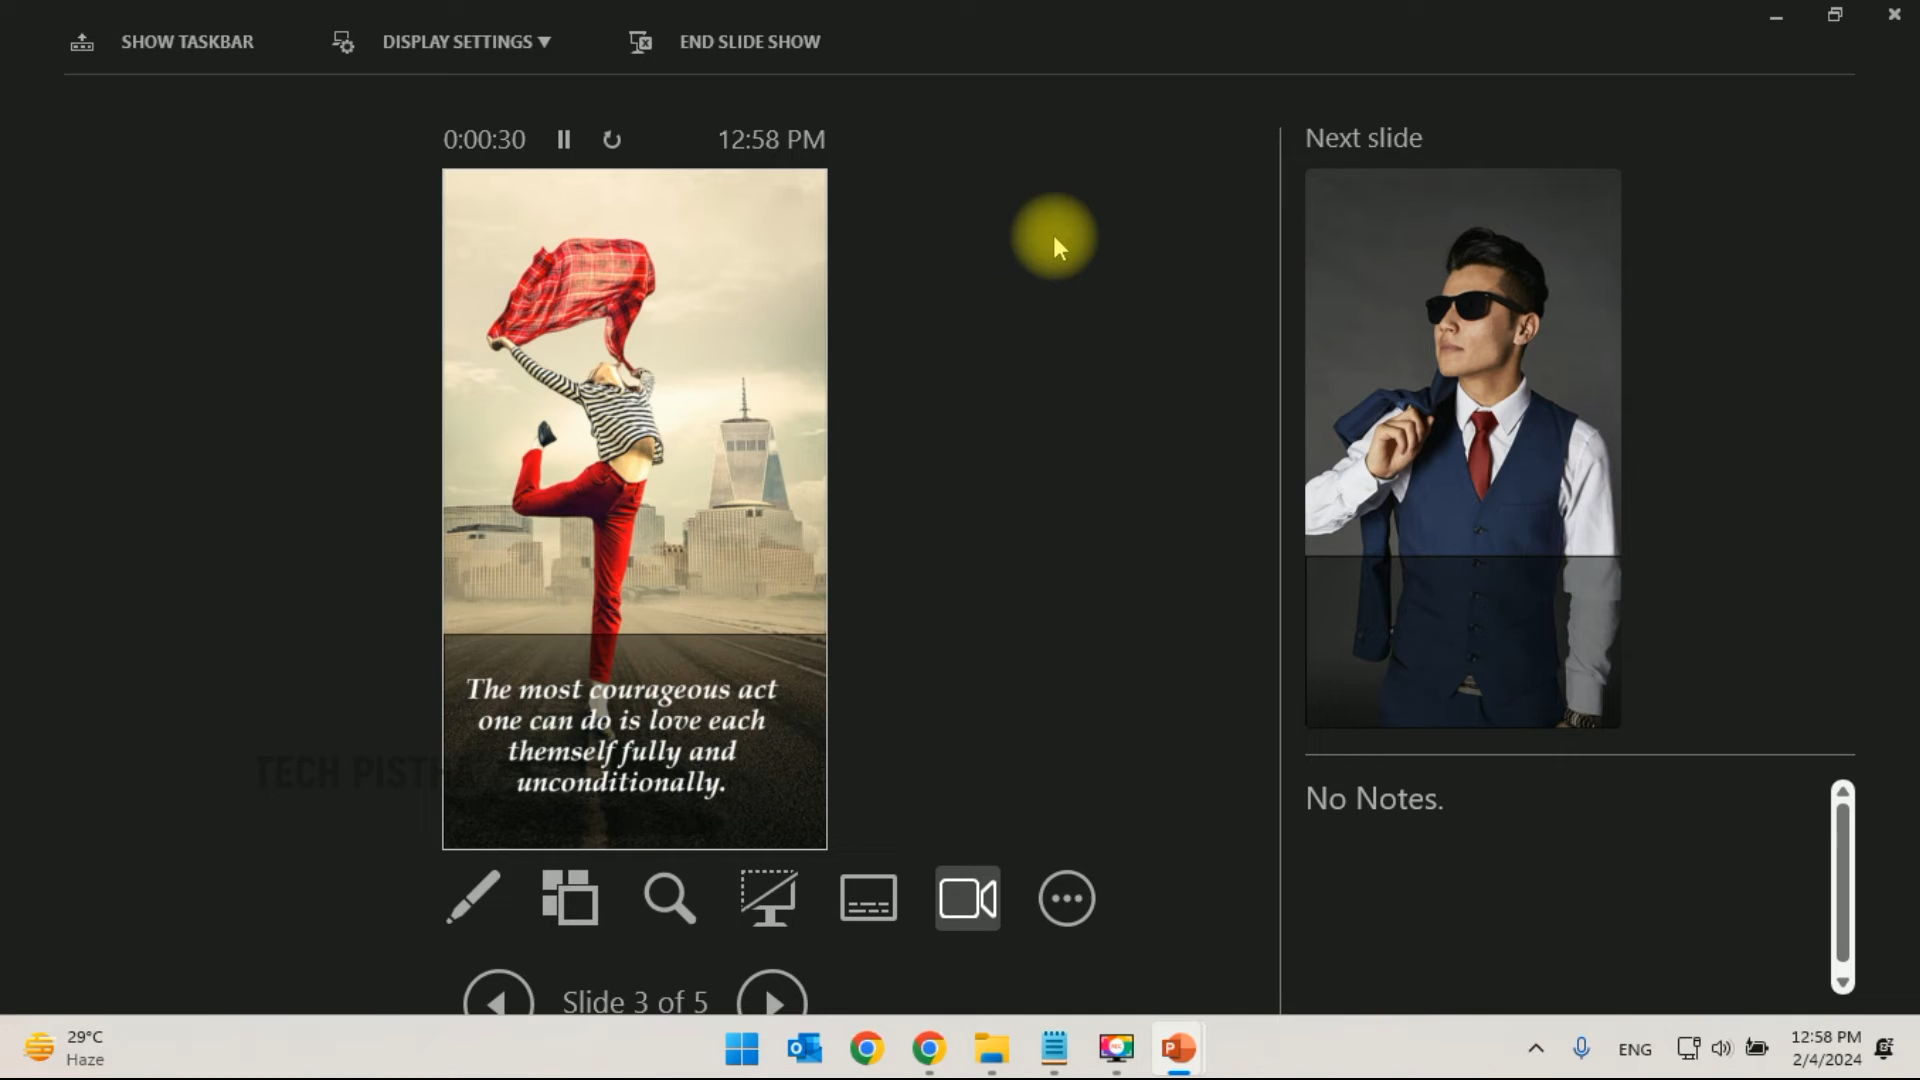 SHOW TASKBAR
DISPLAY SETTINGS ▼
END SLIDE SHOW
0:00:30
12:58 PM
Next slide
The most courageous act
one can do is love each
themself fully and
unconditionally.
TECH PISTHA
No Notes.
Slide 3 of 5
29°C
Haze
ENG
12:58 PM
2/4/2024